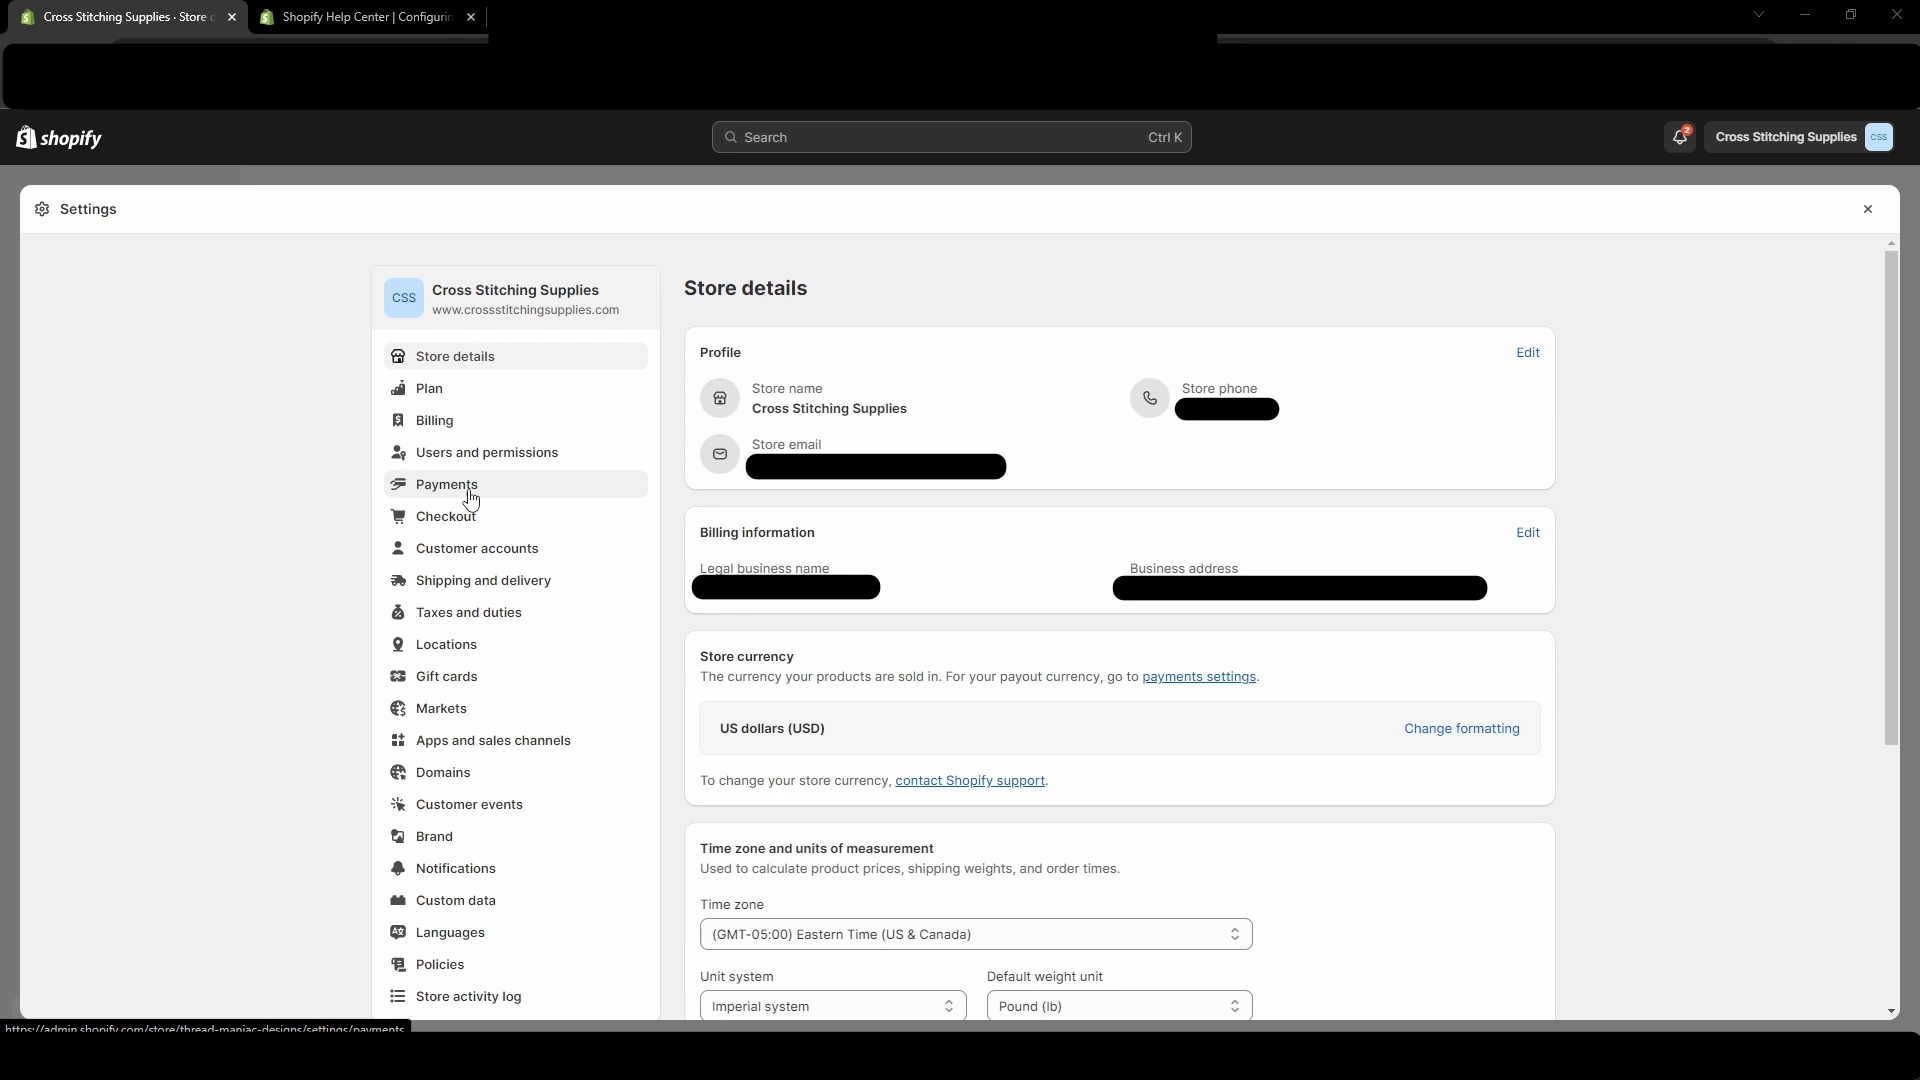 Cross Stitching Supplies · Store
Shopify Help Center | Configurin
shopify
Search
Ctrl K
2
Cross Stitching Supplies
CSS
Settings
CSS
Cross Stitching Supplies
www.crossstitchingsupplies.com
Store details
Plan
Billing
Users and permissions
Payments
Checkout
Customer accounts
Shipping and delivery
Taxes and duties
Locations
Gift cards
Markets
Apps and sales channels
Domains
Customer events
Brand
Notifications
Custom data
Languages
Policies
Store activity log
Store details
Profile
Edit
Store name
Cross Stitching Supplies
Store phone
Store email
Billing information
Edit
Legal business name
Business address
Store currency
The currency your products are sold in. For your payout currency, go to payments settings.
US dollars (USD)
Change formatting
To change your store currency, contact Shopify support.
Time zone and units of measurement
Used to calculate product prices, shipping weights, and order times.
Time zone
(GMT-05:00) Eastern Time (US & Canada)
Unit system
Default weight unit
Imperial system
Pound (lb)
https://admin.shopify.com/store/thread-maniac-designs/settings/payments